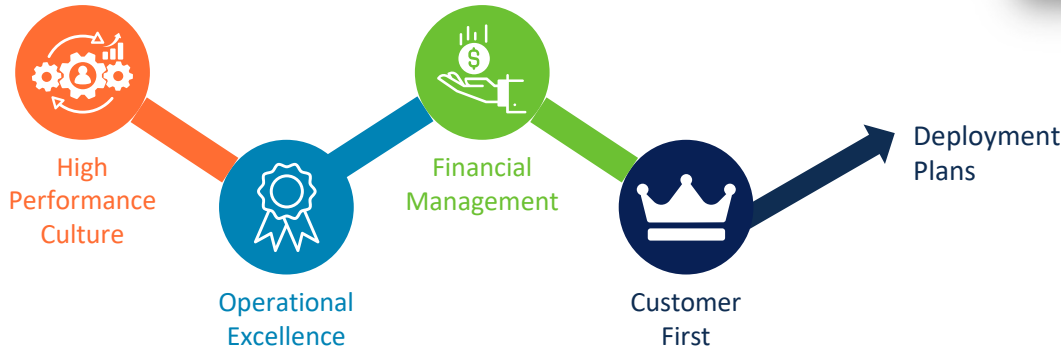 High
Performance
Culture
Operational
Excellence
$
Financial
Management
Customer
First
Deployment
Plans